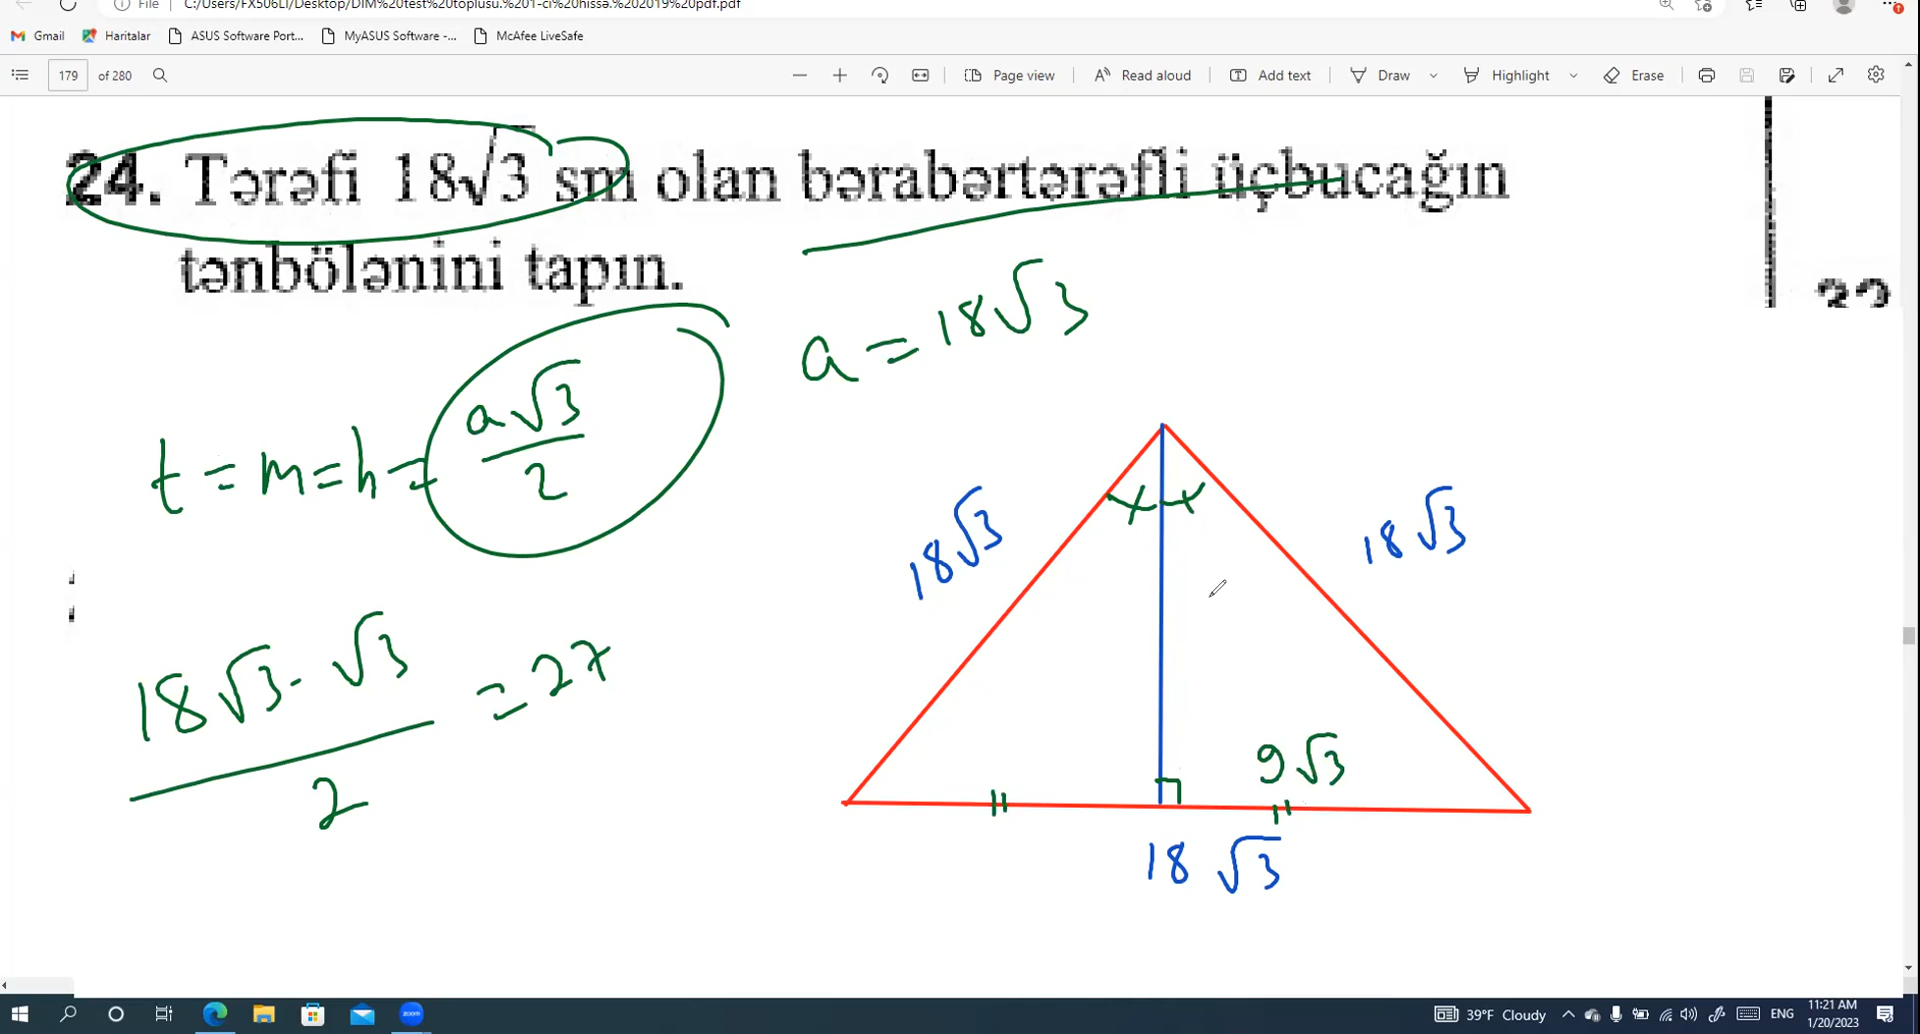 File C:/Users/FX506LI/Desktop/DIM%20test%20toplusu.%201-ci%20hissə.%202019%20pdf.pdf
Gmail Haritalar ASUS Software Port... MyASUS Software -... McAfee LiveSafe
179 of 280 Page view Read aloud Add text Draw Highlight Erase
24. Tərəfi 18√3 sm olan bərabərtərəfli üçbucağın
tənbölənini tapın.
a = 18√3
t = m = h = a√3/2
18√3 18√3
18√3 · √3 / 2 = 27
9√3
18√3
zoom 39°F Cloudy ENG 11:21 AM
1/20/2023